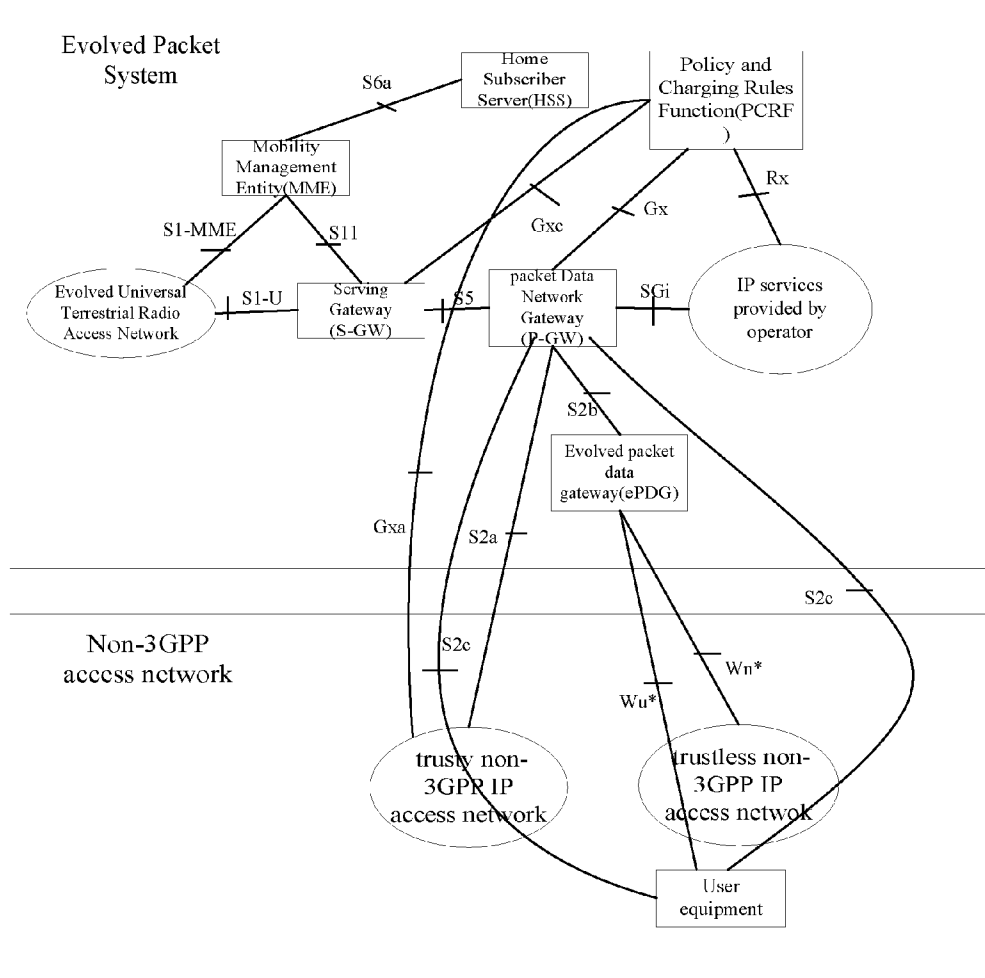 Evolved Packet
System
S6a
Home
Subscriber
Server(HSS)
Policy and
Charging Rules
Function(PCRF
)
Mobility
Management
Entity(MME)
S1-MME
S11
Gxc
Gx
Rx
Evolved Universal
Terrestrial Radio
Access Network
S1-U
Serving
Gateway
(S-GW)
S5
packet Data
Network
Gateway
(P-GW)
SGi
IP services
provided by
operator
S2b
Evolved packet
data
gateway(ePDG)
Gxa
S2a
S2c
Non-3GPP
access network
S2c
Wn*
Wu*
trusty non-
3GPP IP
access network
trustless non-
3GPP IP
access netwok
User
equipment